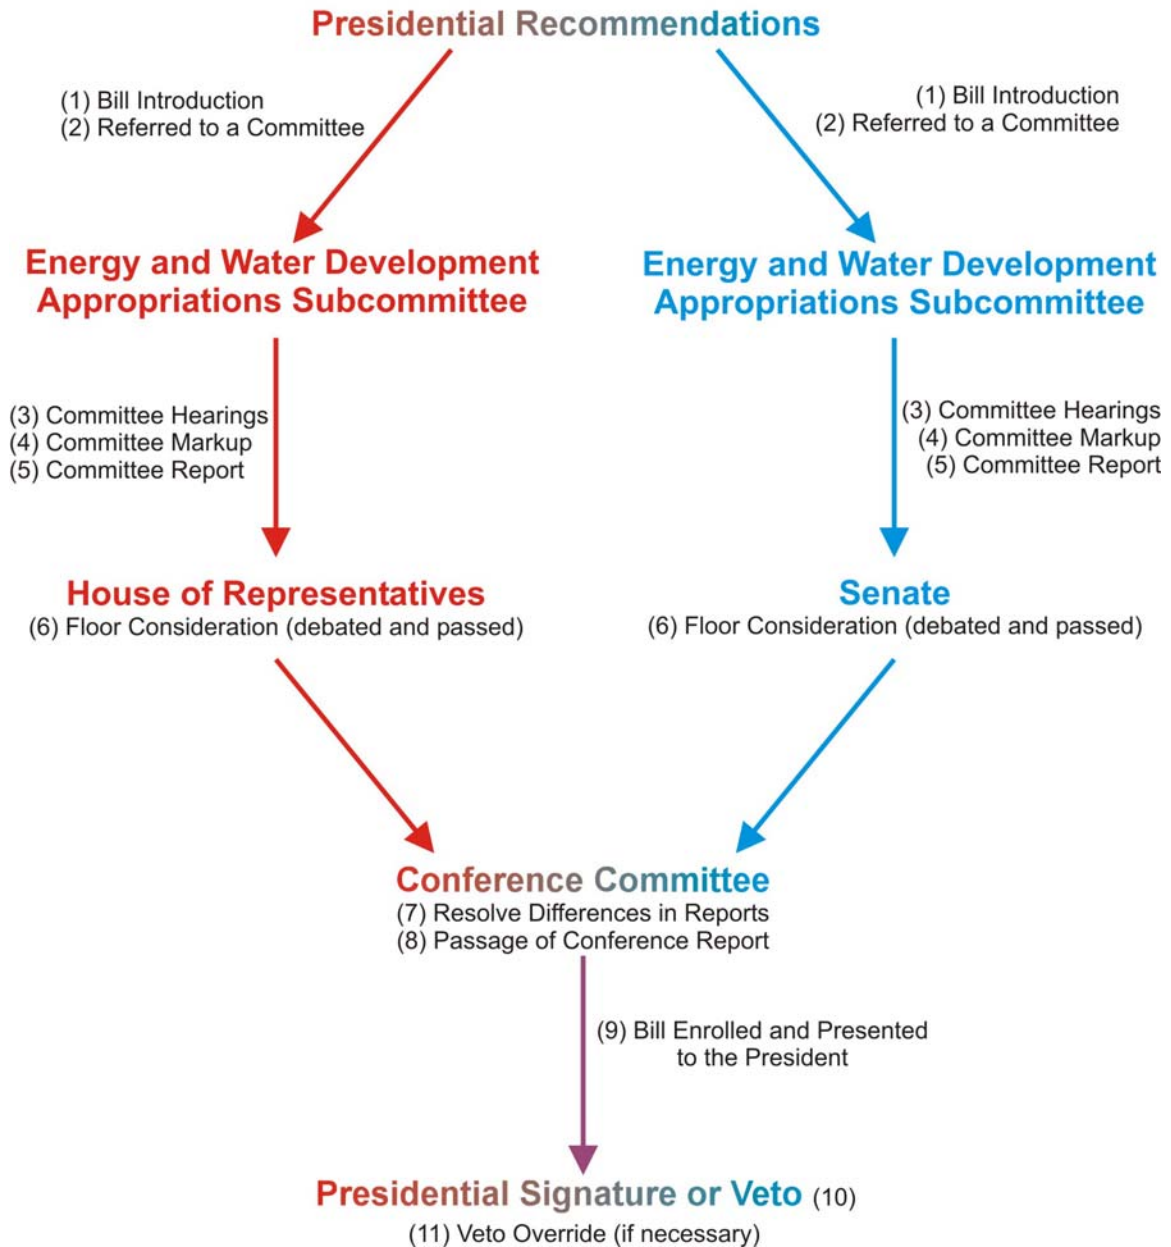 Presidential Recommendations
(1) Bill Introduction
(2) Referred to a Committee
(1) Bill Introduction
(2) Referred to a Committee
Energy and Water Development
Appropriations Subcommittee
Energy and Water Development
Appropriations Subcommittee
(3) Committee Hearings
(4) Committee Markup
(5) Committee Report
(3) Committee Hearings
(4) Committee Markup
(5) Committee Report
House of Representatives
(6) Floor Consideration (debated and passed)
Senate
(6) Floor Consideration (debated and passed)
Conference Committee
(7) Resolve Differences in Reports
(8) Passage of Conference Report
(9) Bill Enrolled and Presented
to the President
Presidential Signature or Veto (10)
(11) Veto Override (if necessary)